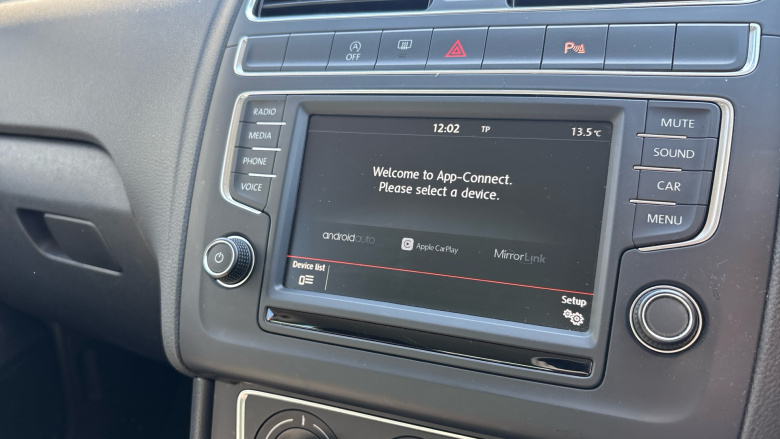 OFF
P
RADIO
MEDIA
PHONE
VOICE
12:02 TP 13.5°C
Welcome to App-Connect.
Please select a device.
androidauto Apple CarPlay MirrorLink
Device list
Setup
MUTE
SOUND
CAR
MENU